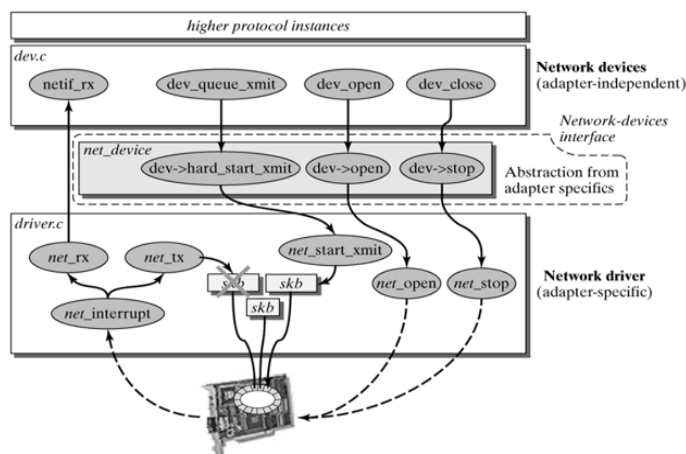 higher protocol instances
dev.c
netif_rx
dev_queue_xmit
dev_open
dev_close
Network devices
(adapter-independent)
Network-devices
interface
net_device
dev->hard_start_xmit
dev->open
dev->stop
Abstraction from
adapter specifics
driver.c
net_rx
net_tx
net_start_xmit
skb
skb
skb
net_open
net_stop
Network driver
(adapter-specific)
net_interrupt